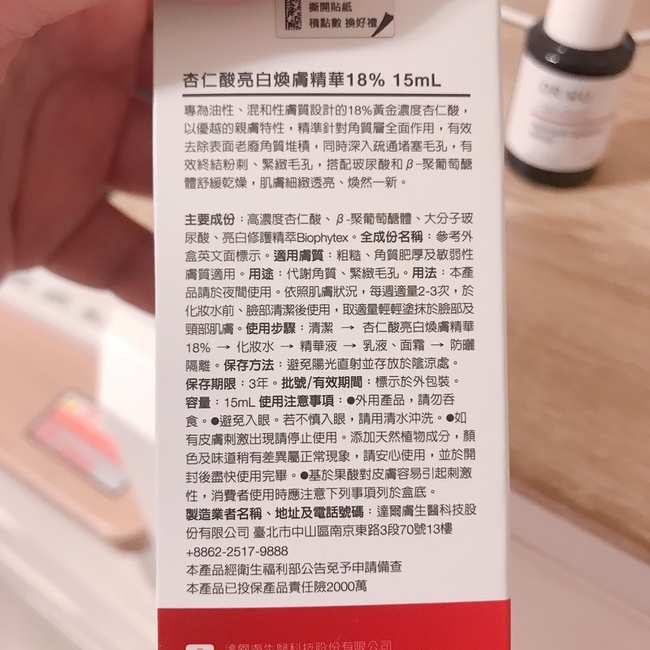 撕開貼紙
積點數 換好禮
杏仁酸亮白煥膚精華18% 15mL
專為油性、混和性膚質設計的18%黃金濃度杏仁酸，
以優越的親膚特性，精準針對角質層全面作用，有效
去除表面老廢角質堆積，同時深入疏通堵塞毛孔，有
效終結粉刺、緊緻毛孔，搭配玻尿酸和β-聚葡萄醣
體舒緩乾燥，肌膚細緻透亮、煥然一新。
主要成份：高濃度杏仁酸、β-聚葡萄醣體、大分子玻
尿酸、亮白修護精萃Biophytex。全成份名稱：參考外
盒英文面標示。適用膚質：粗糙、角質肥厚及敏弱性
膚質適用。用途：代謝角質、緊緻毛孔。用法：本產
品請於夜間使用。依照肌膚狀況，每週適量2-3次，於
化妝水前、臉部清潔後使用，取適量輕輕塗抹於臉部及
頸部肌膚。使用步驟：清潔 → 杏仁酸亮白煥膚精華
18% → 化妝水 → 精華液 → 乳液、面霜 → 防曬
隔離。保存方法：避免陽光直射並存放於陰涼處。
保存期限：3年。批號/有效期間：標示於外包裝。
容量：15mL 使用注意事項：●外用產品，請勿吞
食。●避免入眼。若不慎入眼，請用清水沖洗。●如
有皮膚刺激出現請停止使用。添加天然植物成分，顏
色及味道稍有差異屬正常現象，請安心使用，並於開
封後盡快使用完畢。●基於果酸對皮膚容易引起刺激
性，消費者使用時應注意下列事項列於盒底。
製造業者名稱、地址及電話號碼：達爾膚生醫科技股
份有限公司 臺北市中山區南京東路3段70號13樓
+8862-2517-9888
本產品經衛生福利部公告免予申請備查
本產品已投保產品責任險2000萬
達爾膚生醫科技股份有限公司